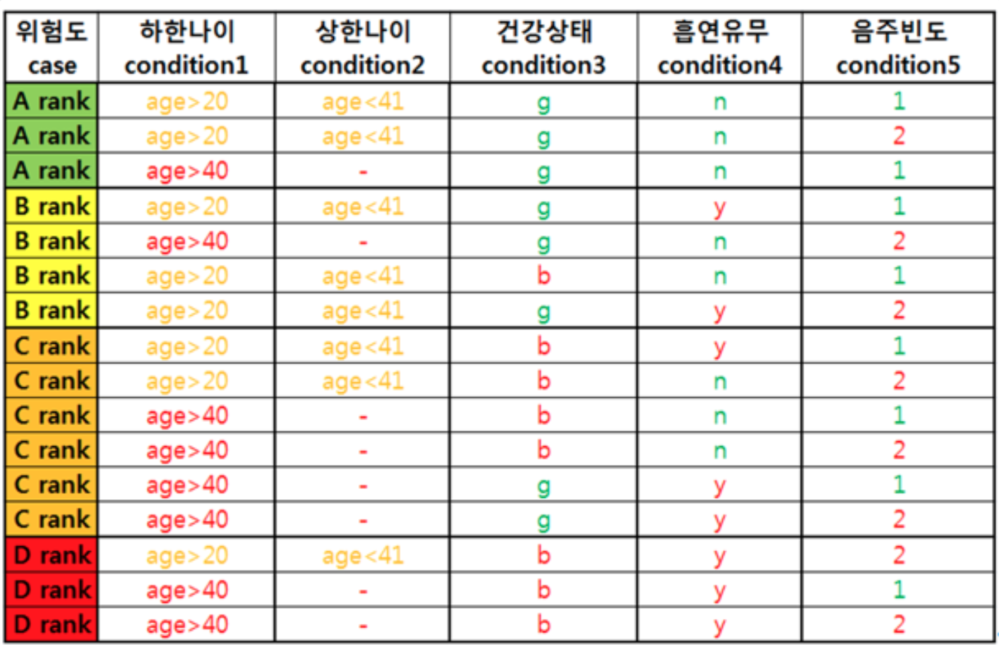 위험도 하한나이 상한나이 건강상태 흡연유무 음주빈도
case condition1 condition2 condition3 condition4 condition5
A rank age>20 age<41 g n 1
A rank age>20 age<41 g n 2
A rank age>40 - g n 1
B rank age>20 age<41 g y 1
B rank age>40 - g n 2
B rank age>20 age<41 b n 1
B rank age>20 age<41 g y 2
C rank age>20 age<41 b y 1
C rank age>20 age<41 b n 2
C rank age>40 - b n 1
C rank age>40 - b n 2
C rank age>40 - g y 1
C rank age>40 - g y 2
D rank age>20 age<41 b y 2
D rank age>40 - b y 1
D rank age>40 - b y 2